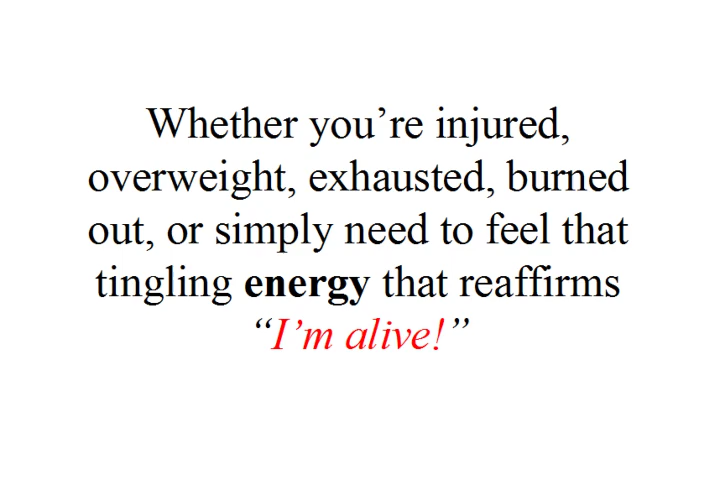 Whether you’re injured,
overweight, exhausted, burned
out, or simply need to feel that
tingling energy that reaffirms
“I’m alive!”